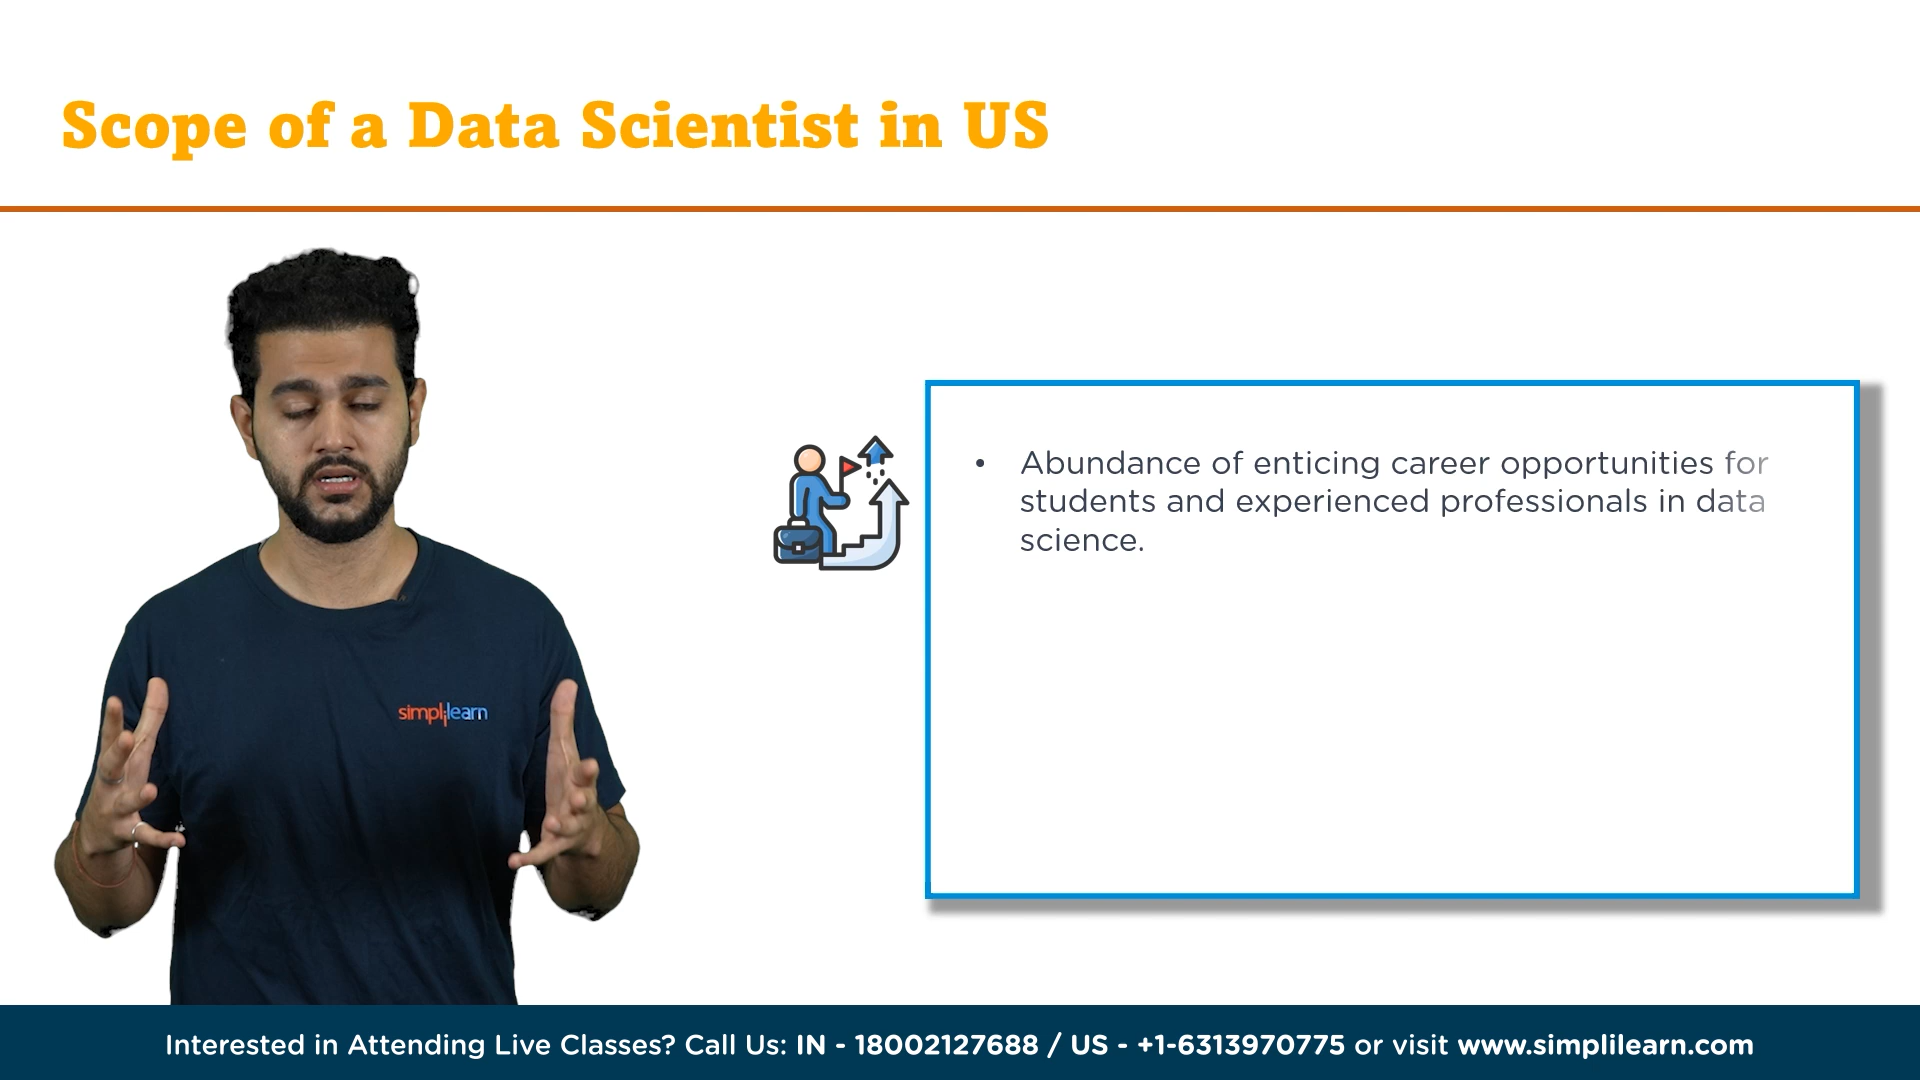 Scope of a Data Scientist in US
• Abundance of enticing career opportunities for
students and experienced professionals in data
science.
simplilearn
Interested in Attending Live Classes? Call Us: IN - 18002127688 / US - +1-6313970775 or visit www.simplilearn.com